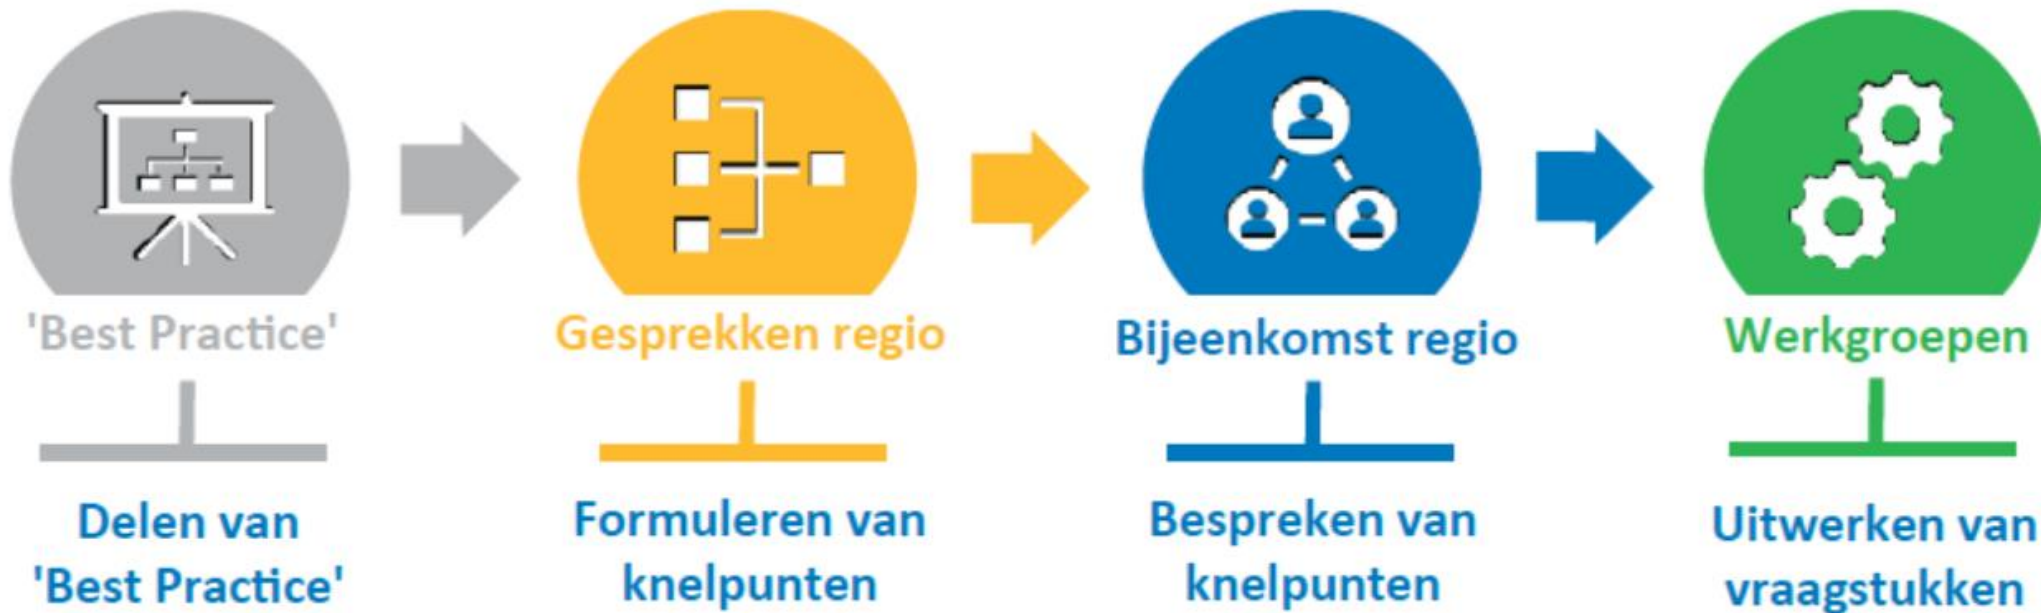 'Best Practice'
Gesprekken regio
Bijeenkomst regio
Werkgroepen
Delen van
'Best Practice'
Formuleren van
knelpunten
Bespreken van
knelpunten
Uitwerken van
vraagstukken